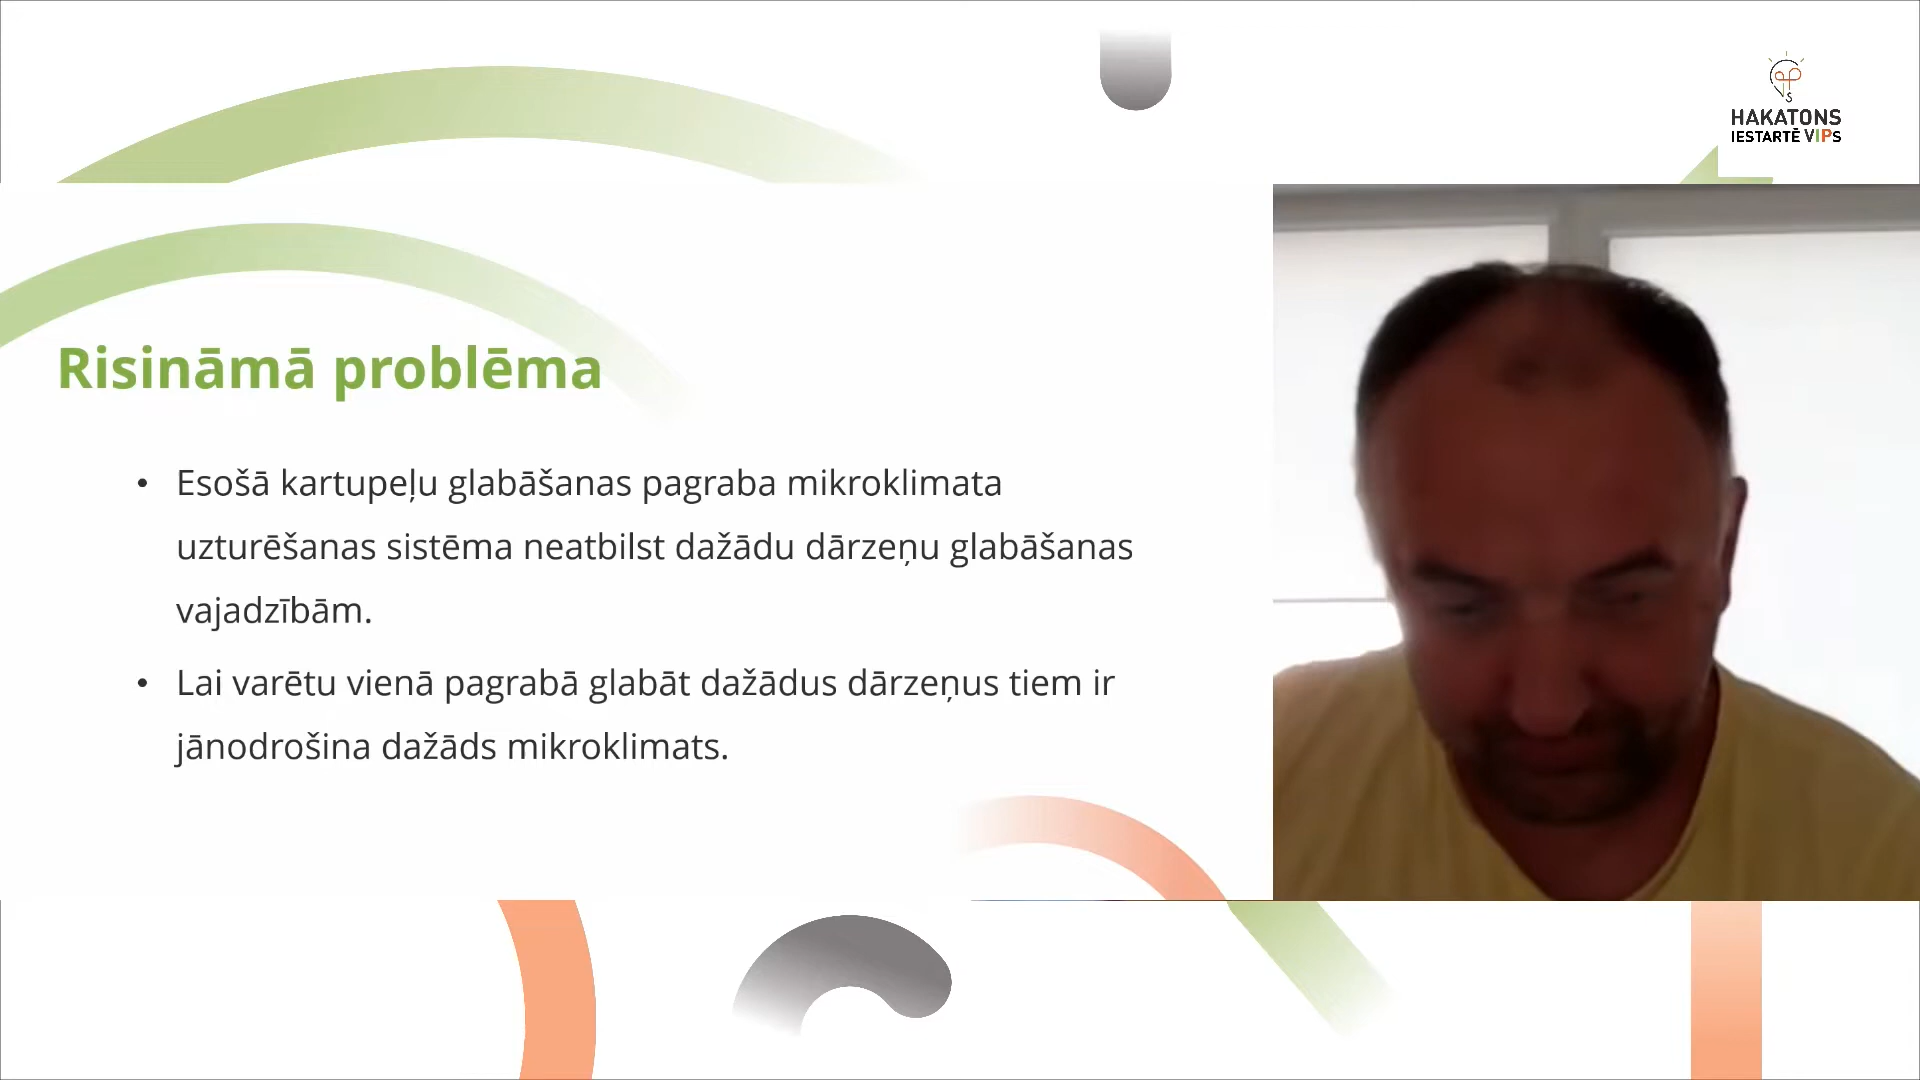 HAKATONS
IESTARTĒ VIPS
Risināmā problēma
• Esošā kartupeļu glabāšanas pagraba mikroklimata
uzturēšanas sistēma neatbilst dažādu dārzeņu glabāšanas
vajadzībām.
• Lai varētu vienā pagrabā glabāt dažādus dārzeņus tiem ir
jānodrošina dažāds mikroklimats.